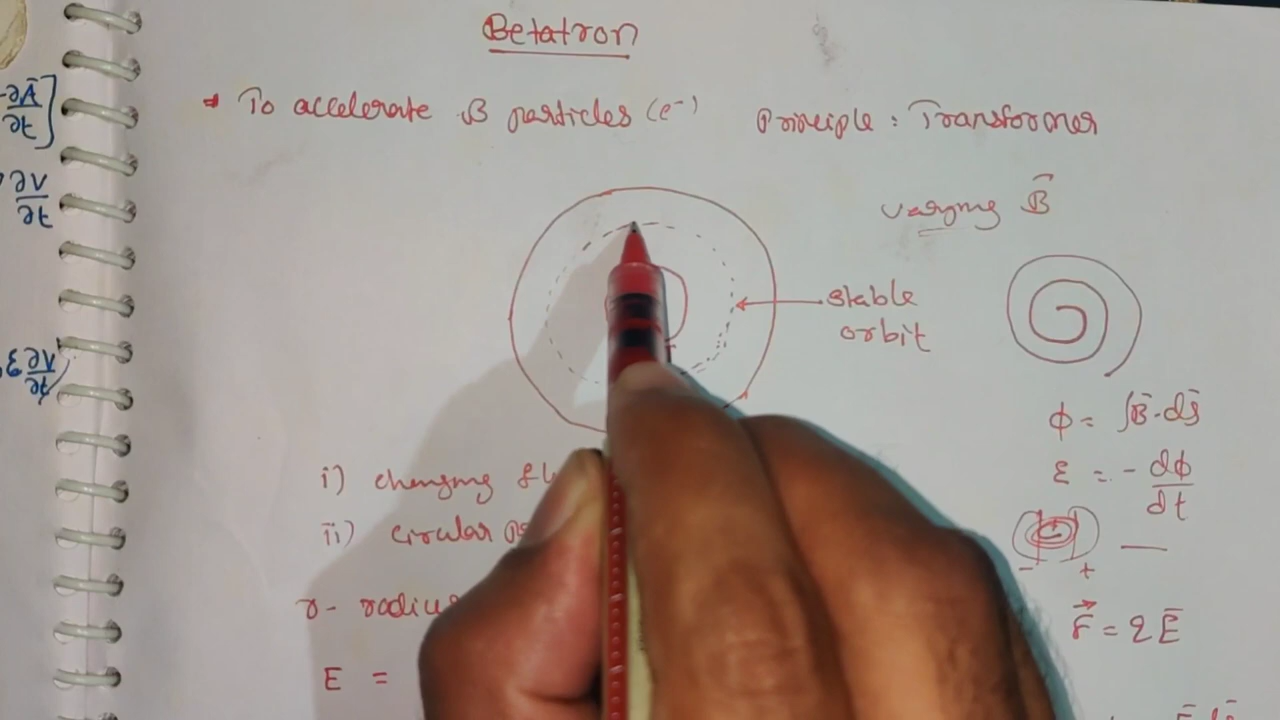 Betatron
To accelerate β particles (e⁻)
Principle : Transformer
varying B⃗
stable
orbit
ϕ = ∫B⃗·ds⃗
ε = - dϕ/dt
i) changing
ii) circular
- +
r - radius
F⃗ = qE⃗
E =